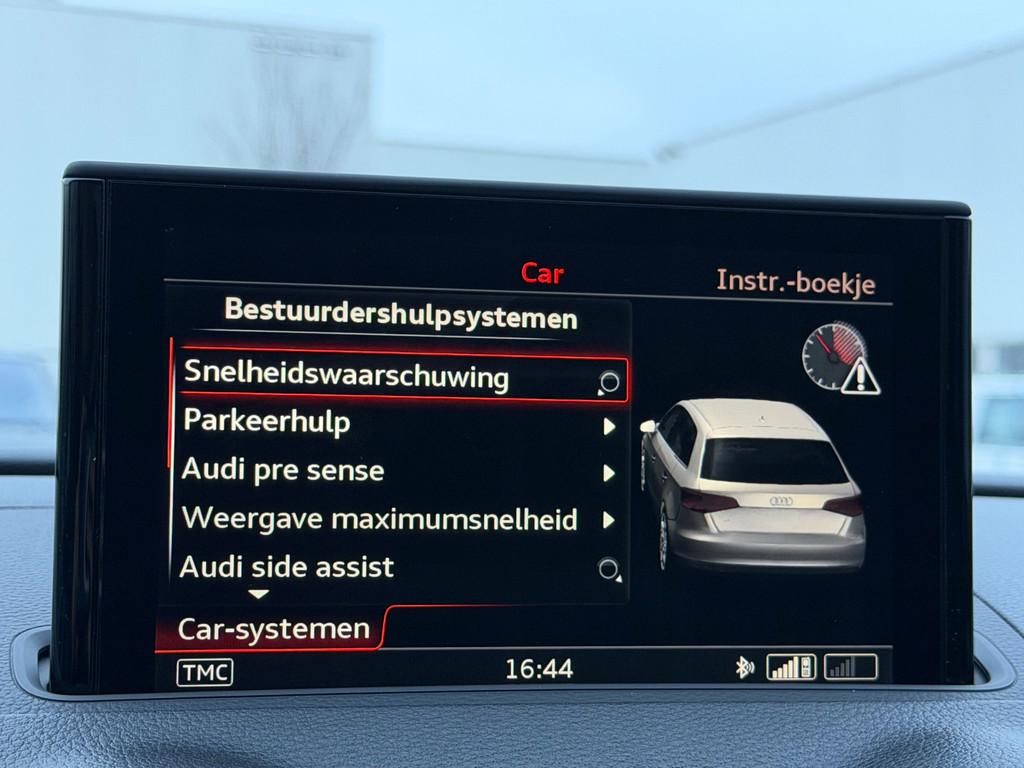 Car
Instr.-boekje
Bestuurdershulpsystemen
Snelheidswaarschuwing
Parkeerhulp
Audi pre sense
Weergave maximumsnelheid
Audi side assist
Car-systemen
TMC
16:44